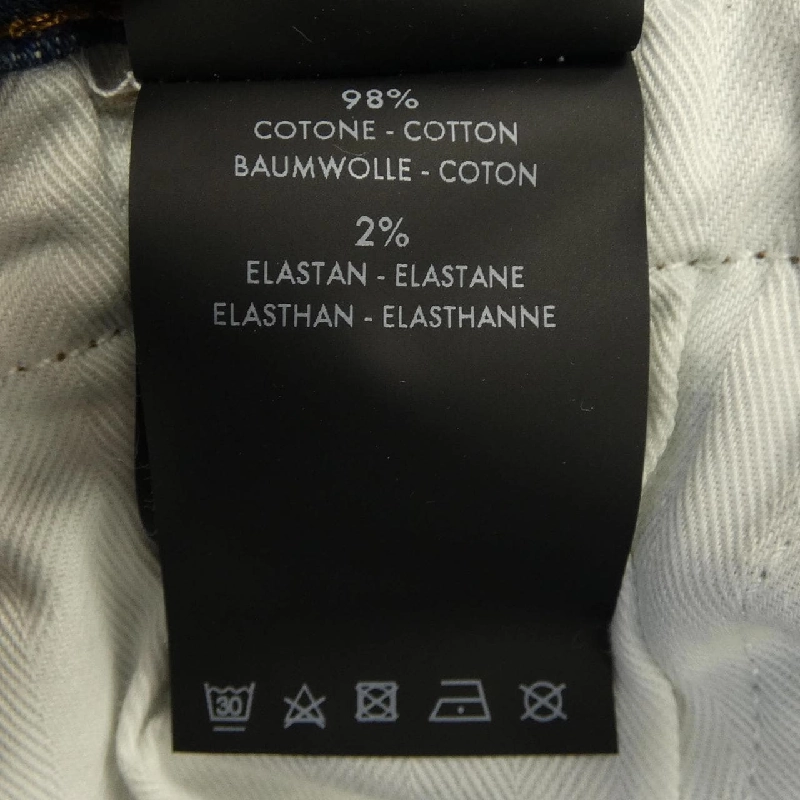 98%
COTONE - COTTON
BAUMWOLLE - COTON
2%
ELASTAN - ELASTANE
ELASTHAN - ELASTHANNE
30